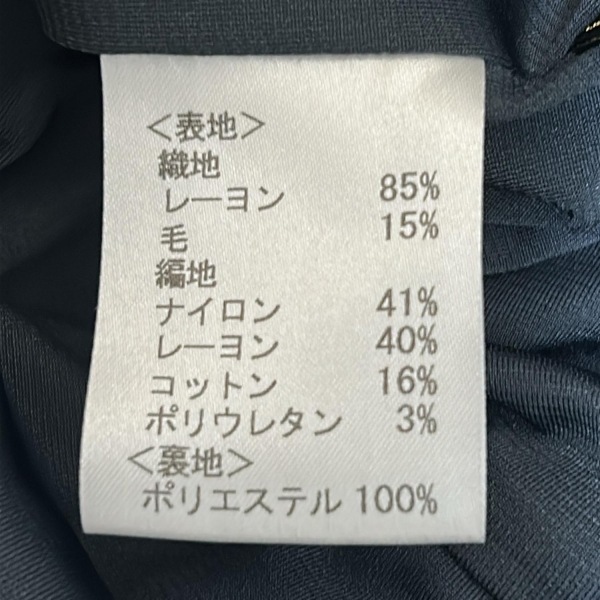 ＜表地＞
織地
レーヨン 85%
毛 15%
編地
ナイロン 41%
レーヨン 40%
コットン 16%
ポリウレタン 3%
＜裏地＞
ポリエステル 100%